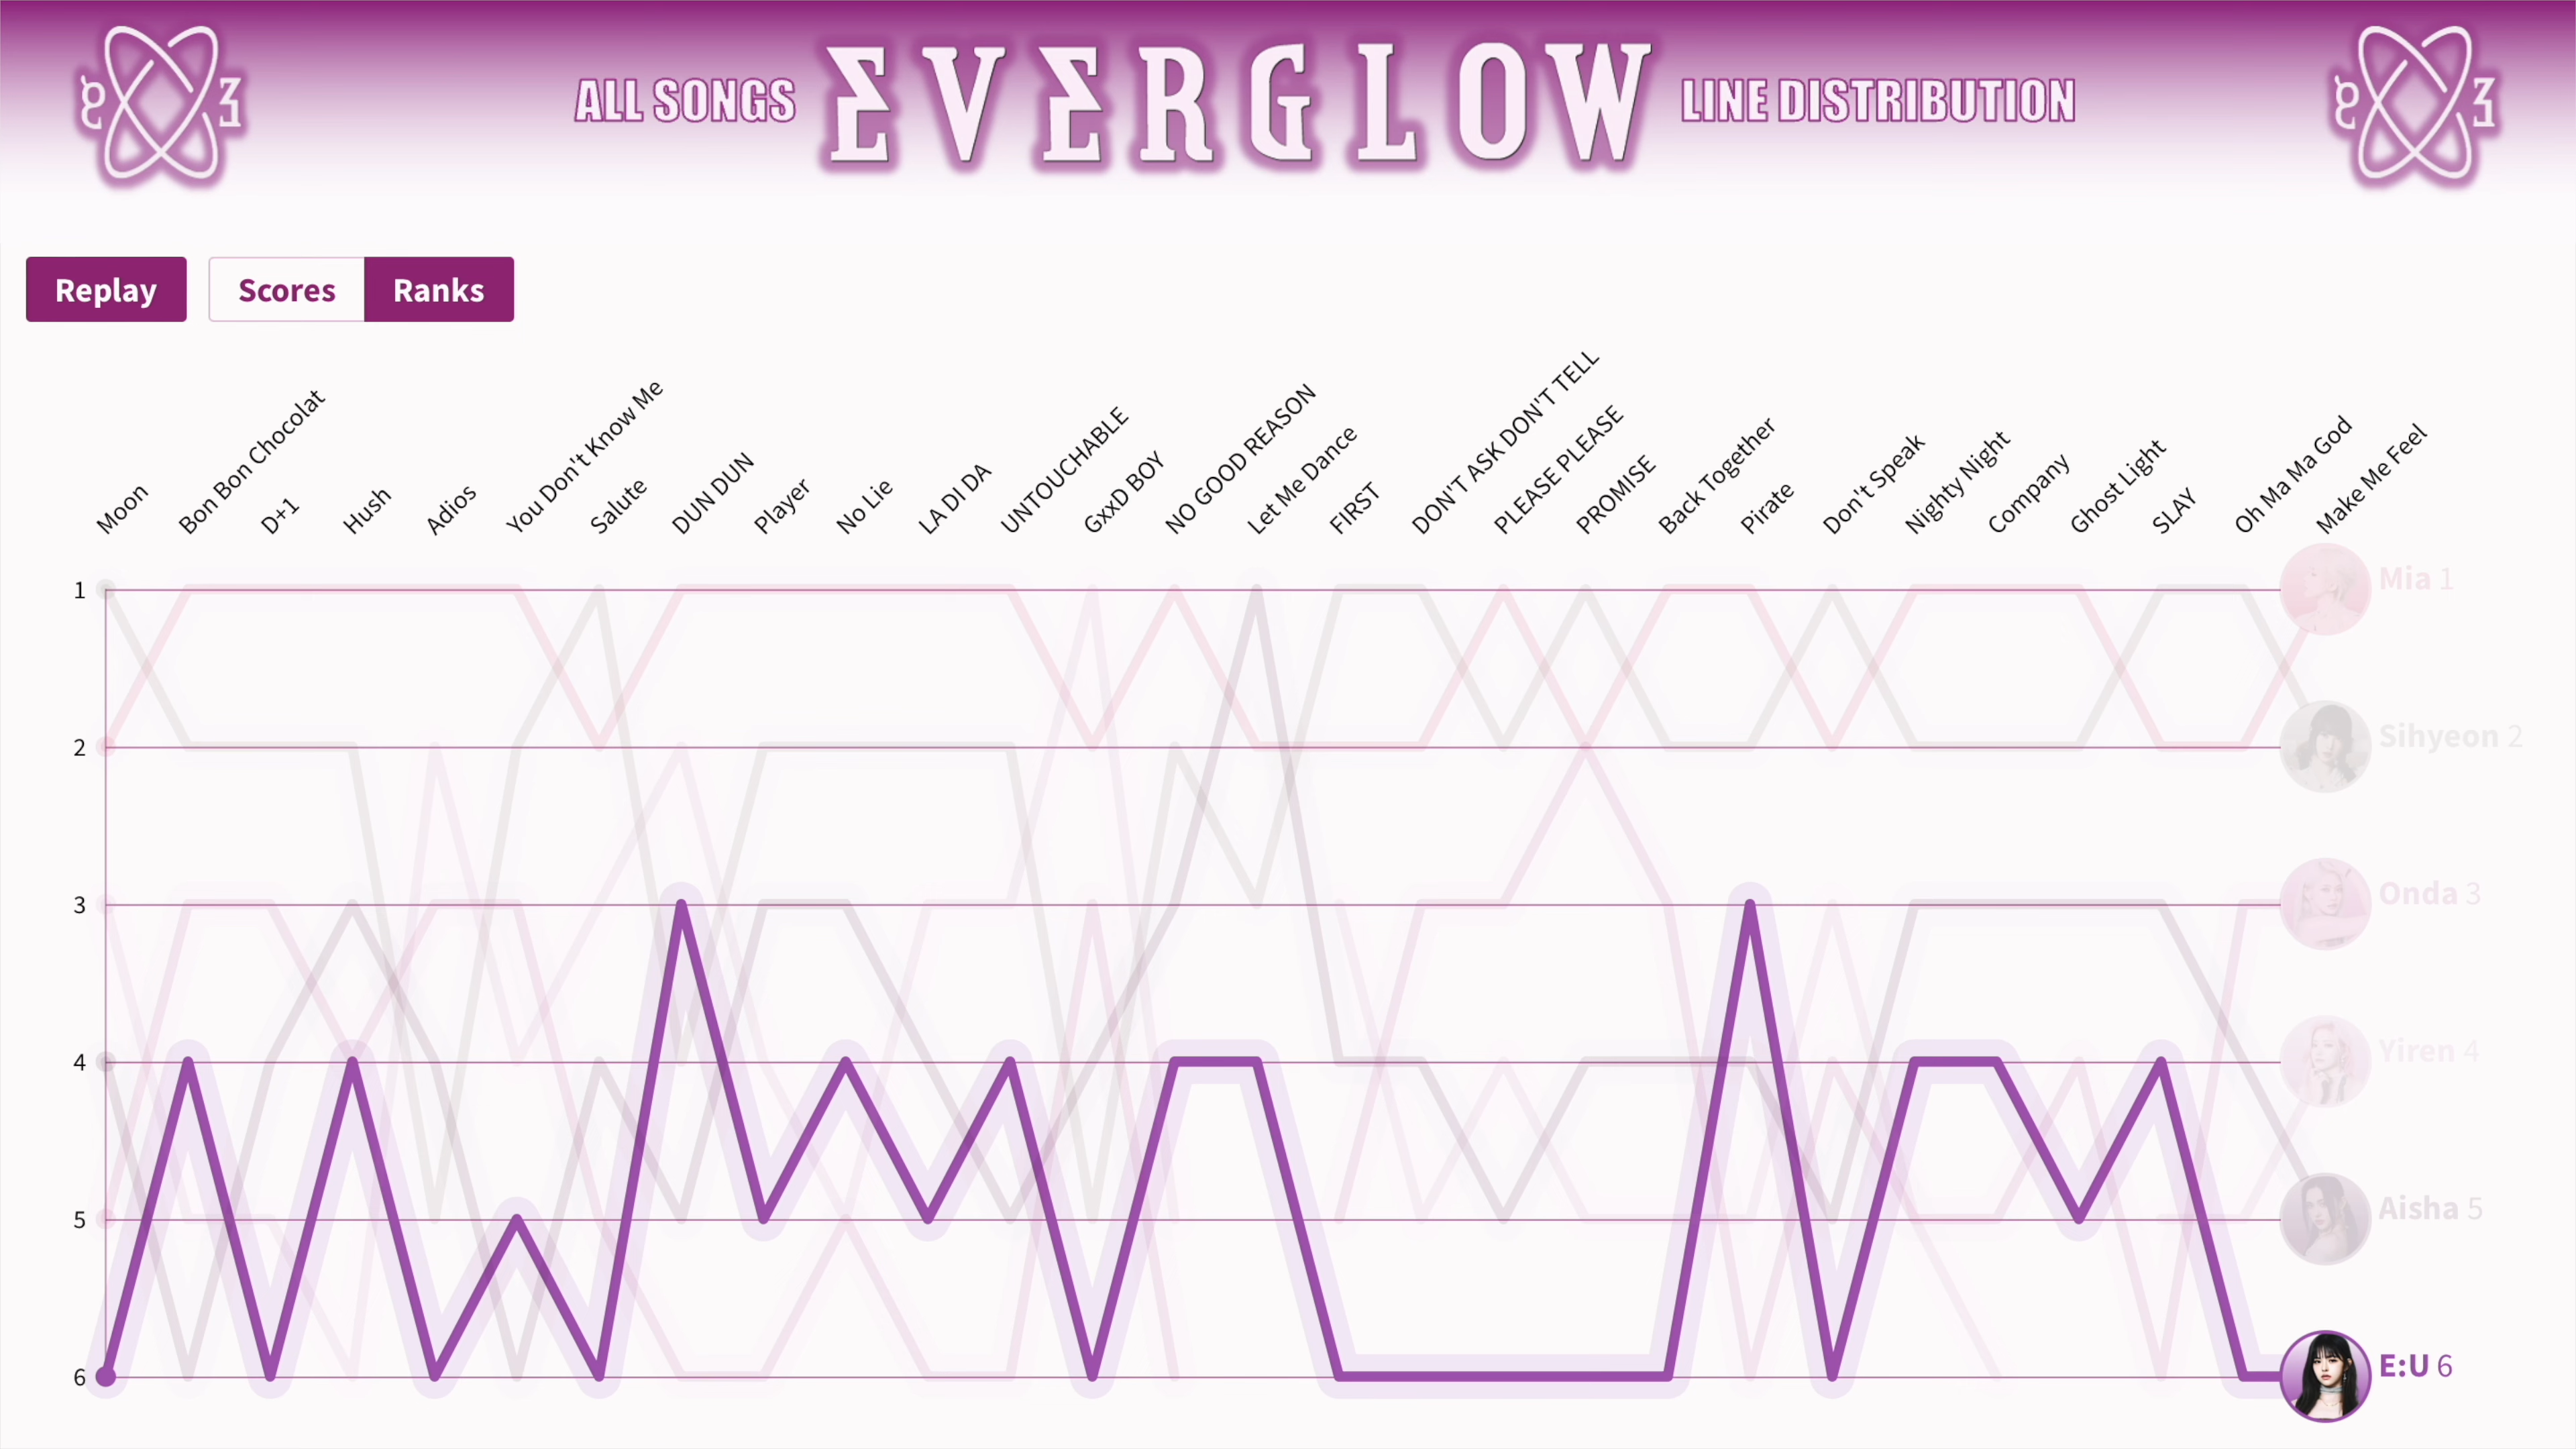 ALL SONGS EVERGLOW LINE DISTRIBUTION
Replay Scores Ranks
Moon
Bon Bon Chocolat
D+1
Hush
Adios
You Don't Know Me
Salute
DUN DUN
Player
No Lie
LA DI DA
UNTOUCHABLE
GxxD BOY
NO GOOD REASON
Let Me Dance
FIRST
DON'T ASK DON'T TELL
PLEASE PLEASE
PROMISE
Back Together
Pirate
Don't Speak
Nighty Night
Company
Ghost Light
SLAY
Oh Ma Ma God
Make Me Feel
1 Mia 1
2 Sihyeon 2
3 Onda 3
4 Yiren 4
5 Aisha 5
6 E:U 6